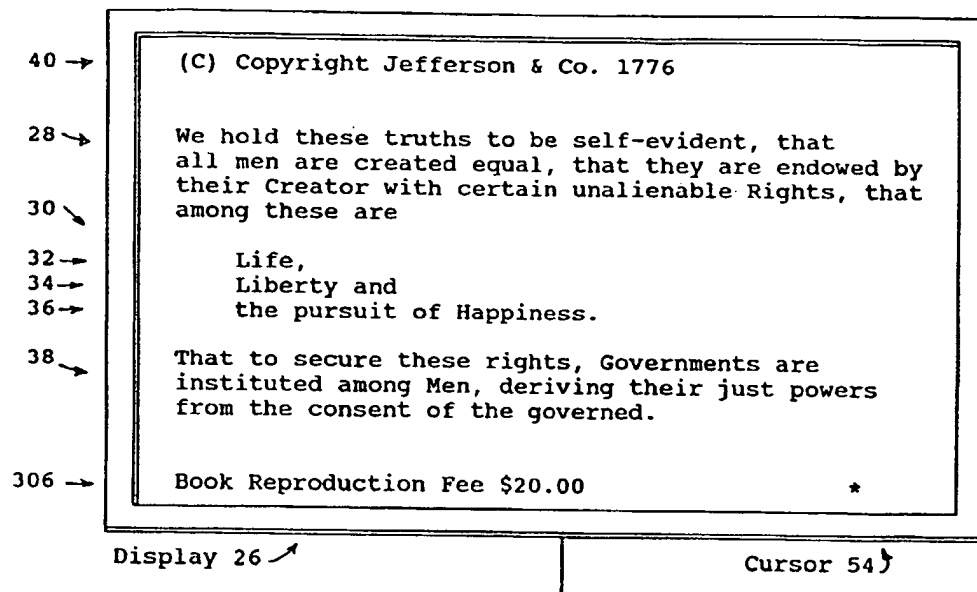 40 → (C) Copyright Jefferson & Co. 1776
28 → We hold these truths to be self-evident, that
all men are created equal, that they are endowed by
their Creator with certain unalienable Rights, that
30 → among these are
32 → Life,
34 → Liberty and
36 → the pursuit of Happiness.
38 → That to secure these rights, Governments are
instituted among Men, deriving their just powers
from the consent of the governed.
306 → Book Reproduction Fee $20.00 *
Display 26 Cursor 54